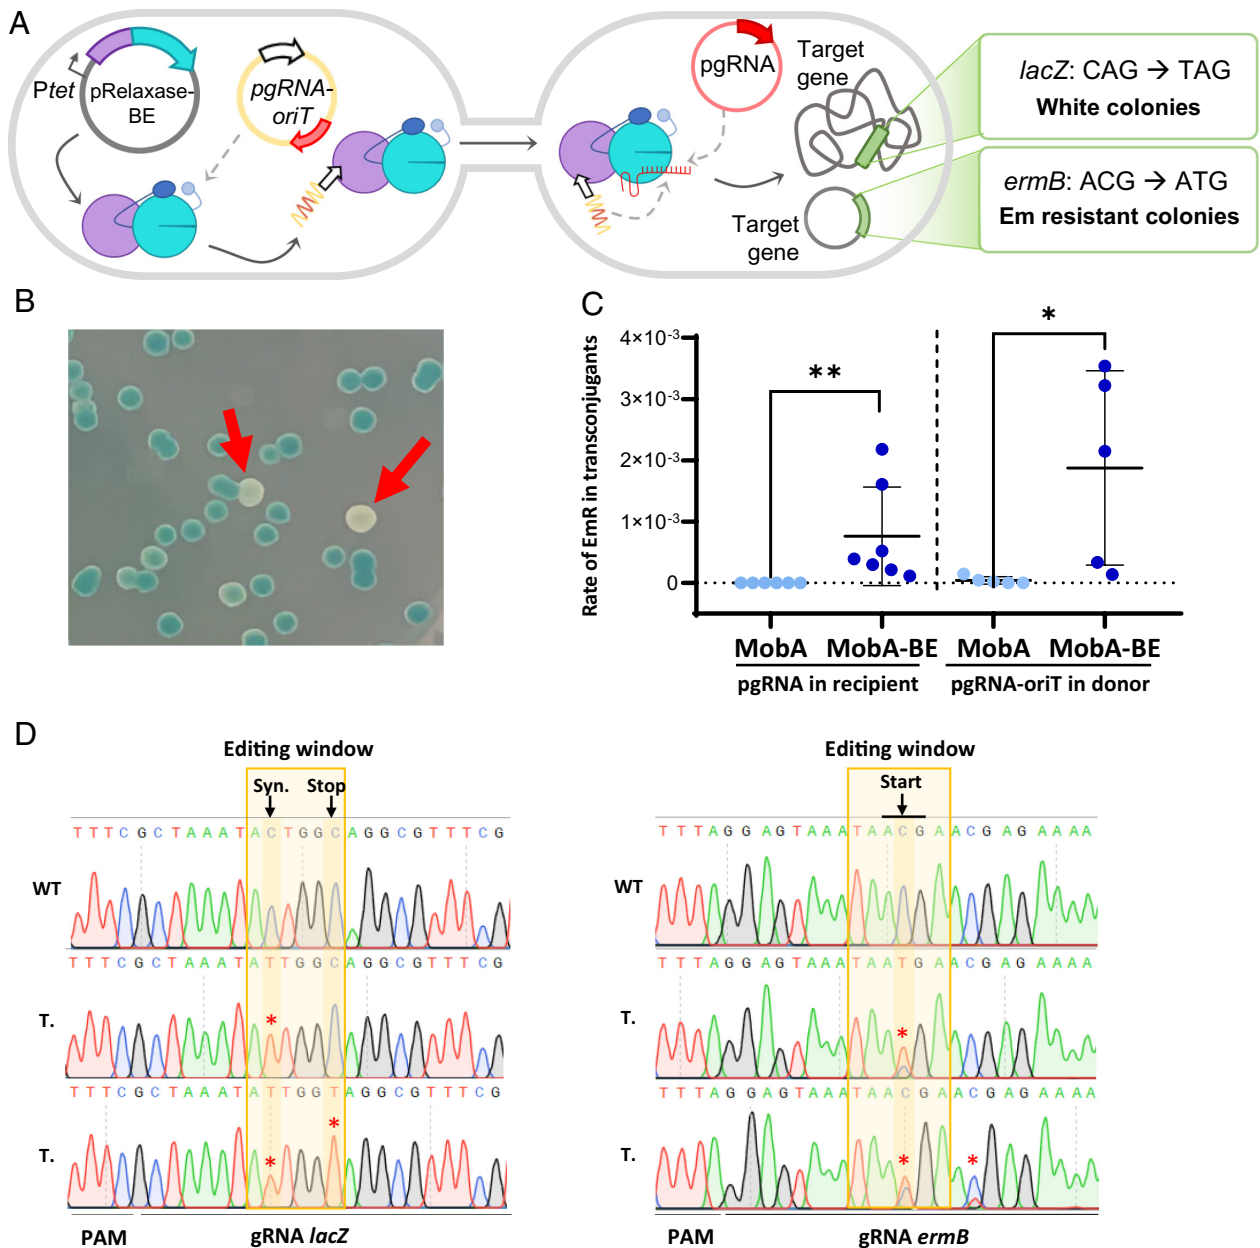 A
Ptet
pRelaxase-
BE
pgRNA-
oriT
pgRNA
Target
gene
Target
gene
lacZ: CAG → TAG
White colonies
ermB: ACG → ATG
Em resistant colonies
B
C
Rate of EmR in transconjugants
4×10-3
3×10-3
2×10-3
1×10-3
0
**
*
MobA MobA-BE MobA MobA-BE
pgRNA in recipient pgRNA-oriT in donor
D
Editing window
Syn. Stop
TTTCGCTAAATACTGGCAGGCGTTTCG
WT
TTTCGCTAAATATTGGCAGGCGTTTCG
T.
*
TTTCGCTAAATATTGGTAGGCGTTTCG
T.
* *
PAM gRNA lacZ
Editing window
Start
TTTAGGAGTAAATAACGAACGAGAAAA
WT
TTTAGGAGTAAATAATGAACGAGAAAA
T.
*
TTTAGGAGTAAATAACGAACGAGAAAA
T.
* *
PAM gRNA ermB